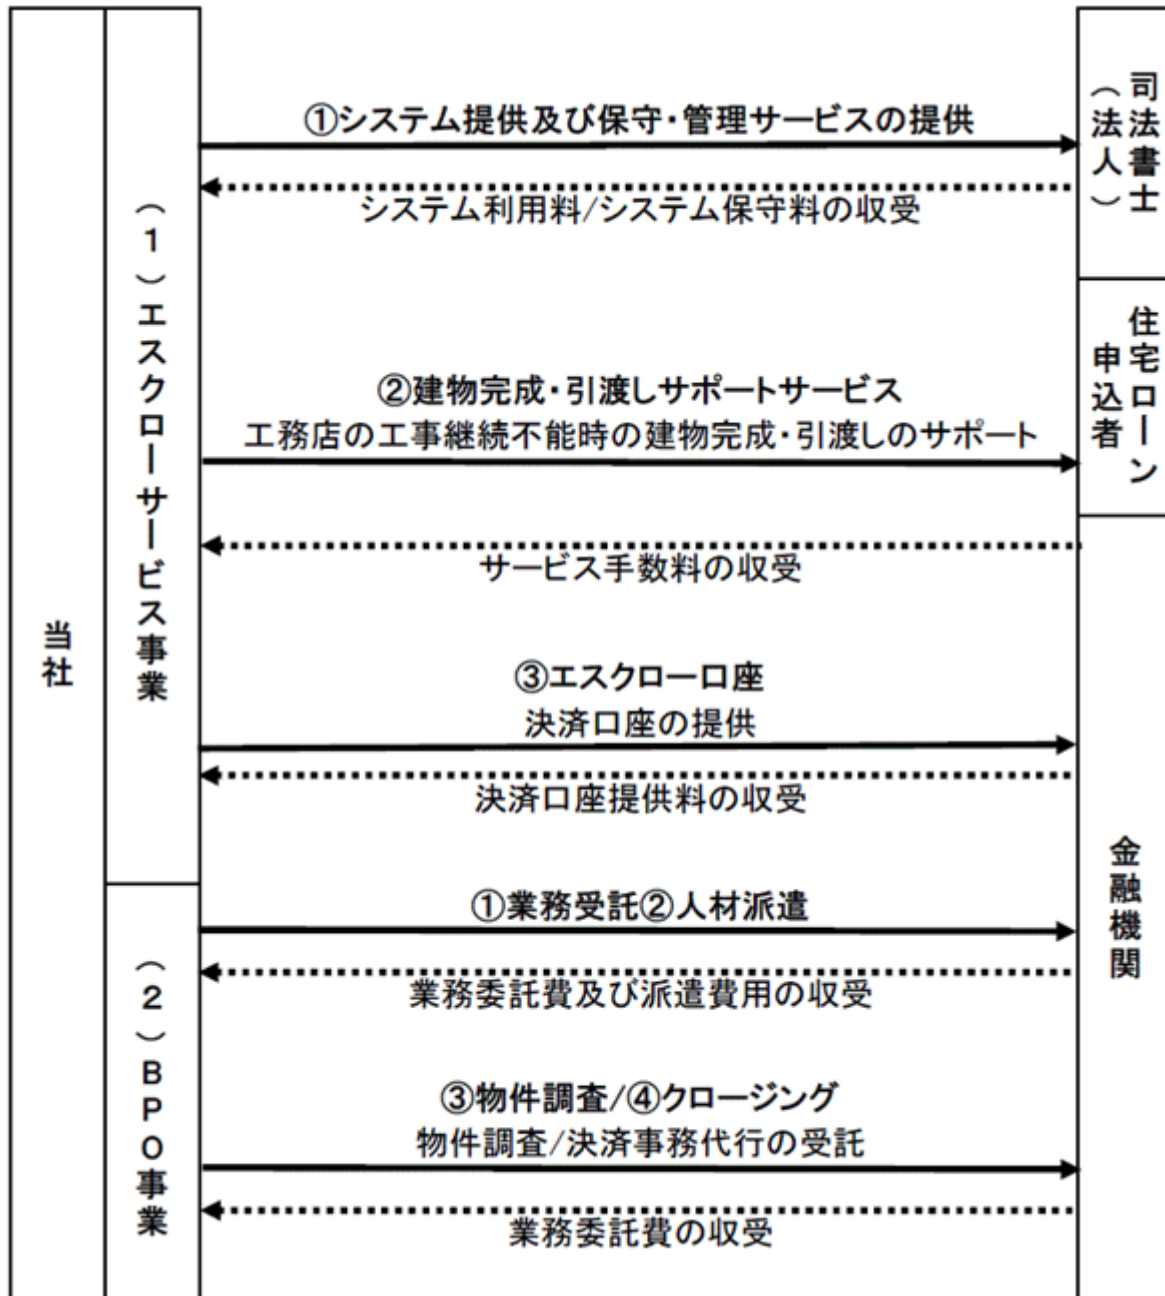 当社
（1）エスクローサービス事業
①システム提供及び保守・管理サービスの提供
システム利用料/システム保守料の収受
司法書士
（法人）
②建物完成・引渡しサポートサービス
工務店の工事継続不能時の建物完成・引渡しのサポート
住宅ローン
申込者
サービス手数料の収受
③エスクロー口座
決済口座の提供
決済口座提供料の収受
金融機関
（2）BPO事業
①業務受託②人材派遣
業務委託費及び派遣費用の収受
③物件調査/④クロージング
物件調査/決済事務代行の受託
業務委託費の収受